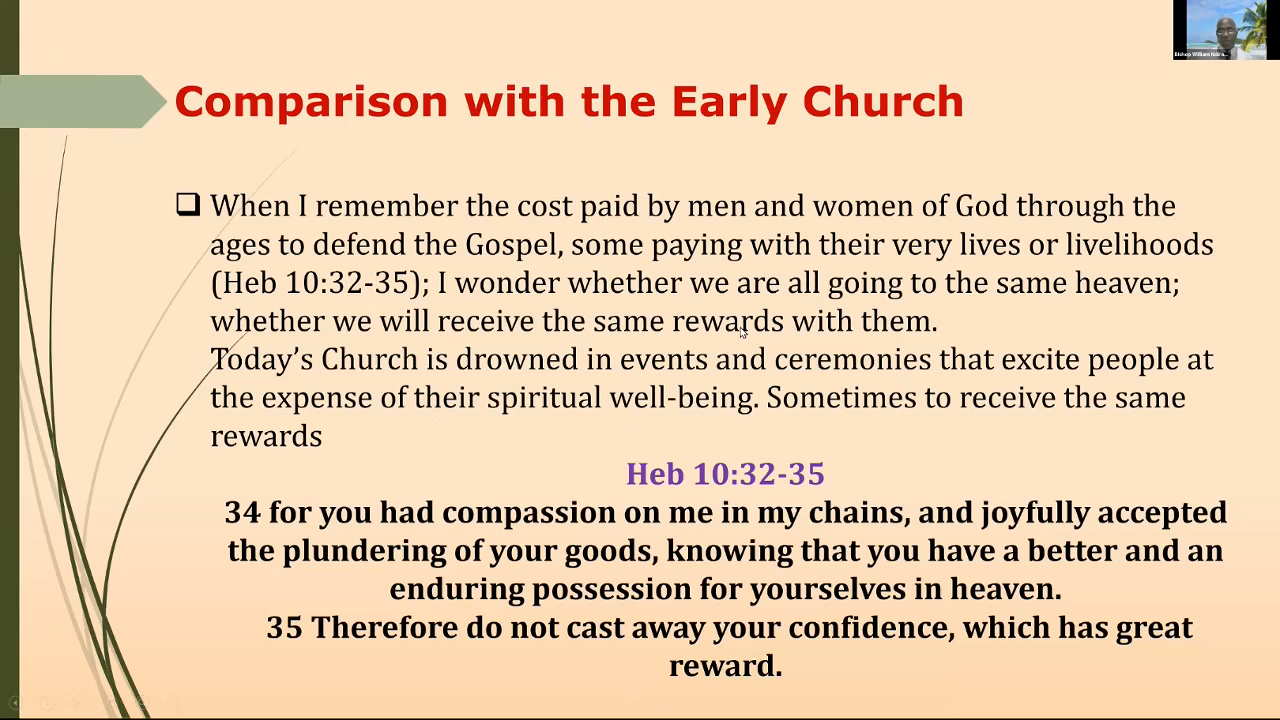 Bishop William Ndira...
Comparison with the Early Church
❑ When I remember the cost paid by men and women of God through the
ages to defend the Gospel, some paying with their very lives or livelihoods
(Heb 10:32-35); I wonder whether we are all going to the same heaven;
whether we will receive the same rewards with them.
Today’s Church is drowned in events and ceremonies that excite people at
the expense of their spiritual well-being. Sometimes to receive the same
rewards
Heb 10:32-35
34 for you had compassion on me in my chains, and joyfully accepted
the plundering of your goods, knowing that you have a better and an
enduring possession for yourselves in heaven.
35 Therefore do not cast away your confidence, which has great
reward.